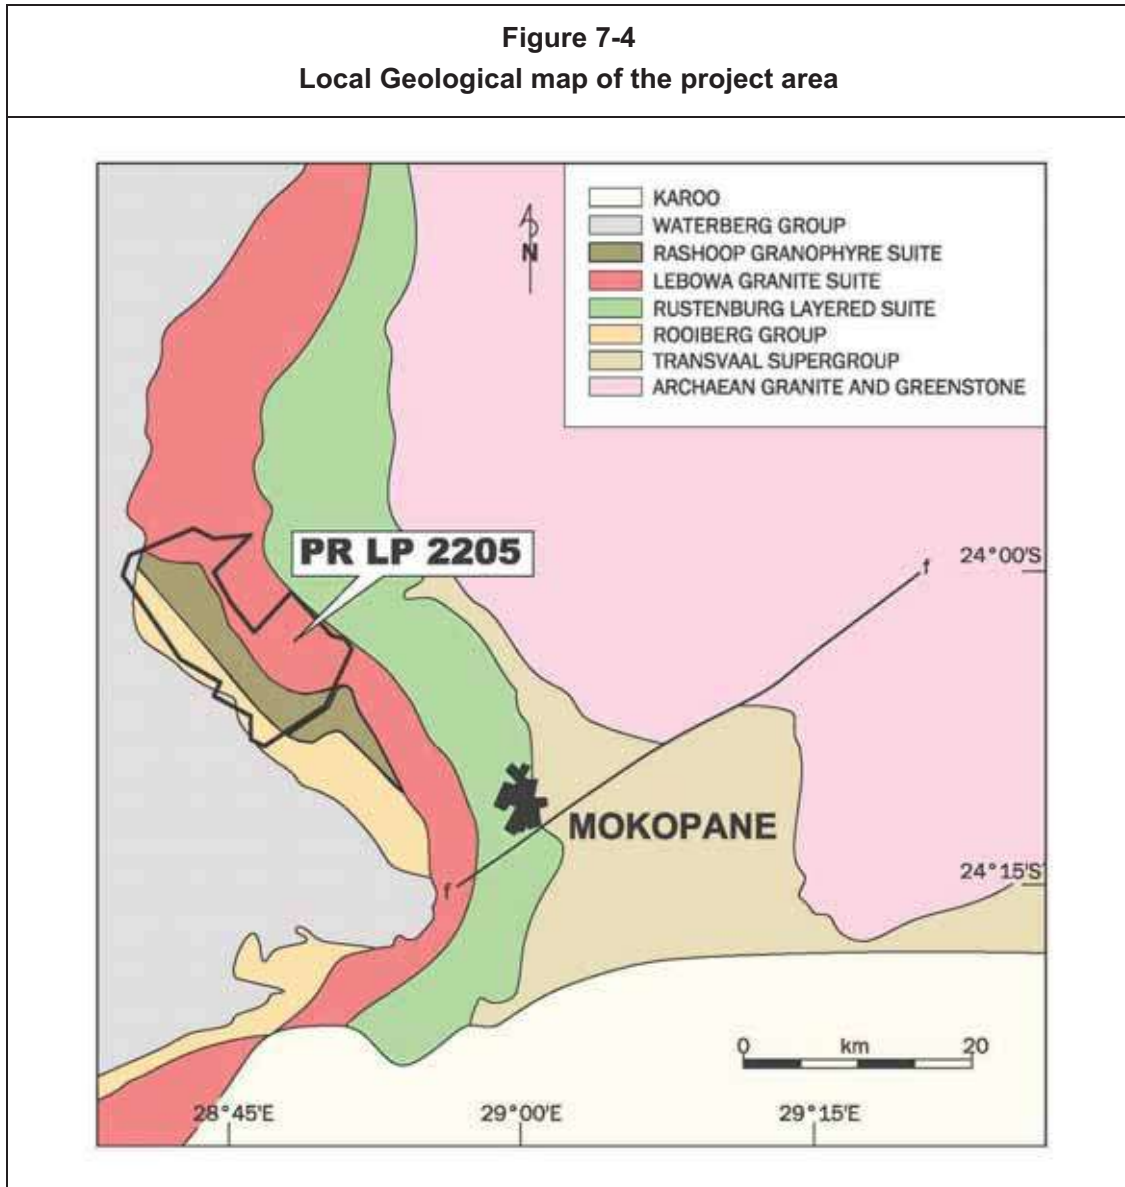 Figure 7-4
Local Geological map of the project area
KAROO
WATERBERG GROUP
RASHOOP GRANOPHYRE SUITE
LEBOWA GRANITE SUITE
RUSTENBURG LAYERED SUITE
ROOIBERG GROUP
TRANSVAAL SUPERGROUP
ARCHAEAN GRANITE AND GREENSTONE
N
PR LP 2205
24°00'S
f
MOKOPANE
24°15'S
f
0 km 20
28°45'E 29°00'E 29°15'E